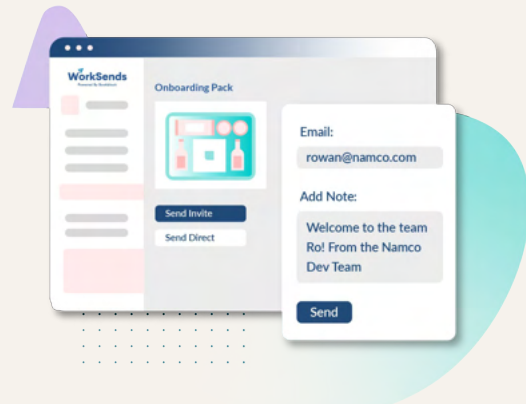 WorkSends
Onboarding Pack
Send Invite
Send Direct
Email:
rowan@namco.com
Add Note:
Welcome to the team
Ro! From the Namco
Dev Team
Send